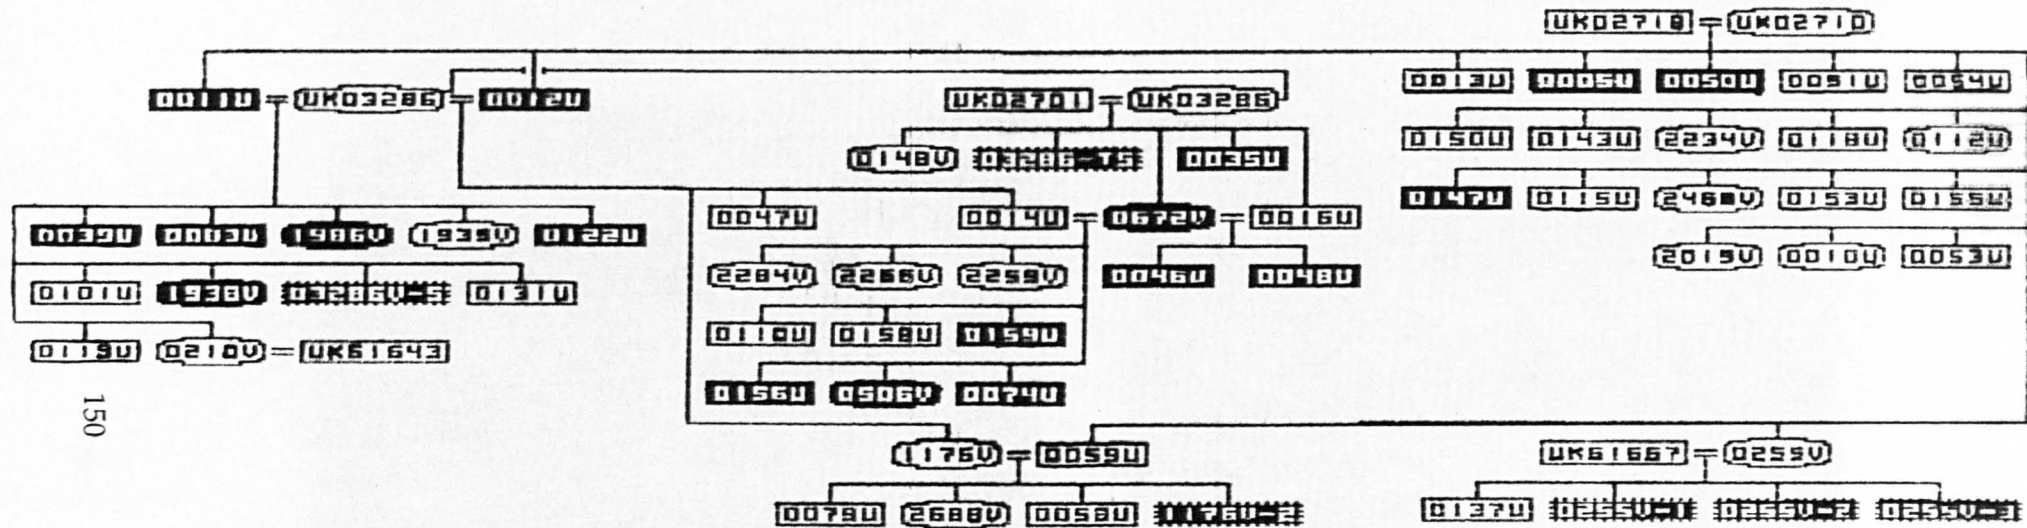 UK02718 = UK02710
0011U = UK03286 = 0012U
UK02701 = UK03286
0013U 0005U 0050U 0051U 0054U
0148V 0035U
0150U 0143U 2234V 0118U 0112U
0047U 0014U = 0672V = 0016U
0147U 0115U 2468V 0153U 0155U
0039U 0003U 1906V 1939V 0122U
2019V 0010U 0053U
2284V 2266V 2259V 0046U 0048U
0101U 1938V 0131U
0110U 0158U 0159U
0119U 0210V = UK61643
0156U 0506V 0074U
150
1176V = 0059U
UK61667 = 0259V
0079U 2688V 0058U
0137U